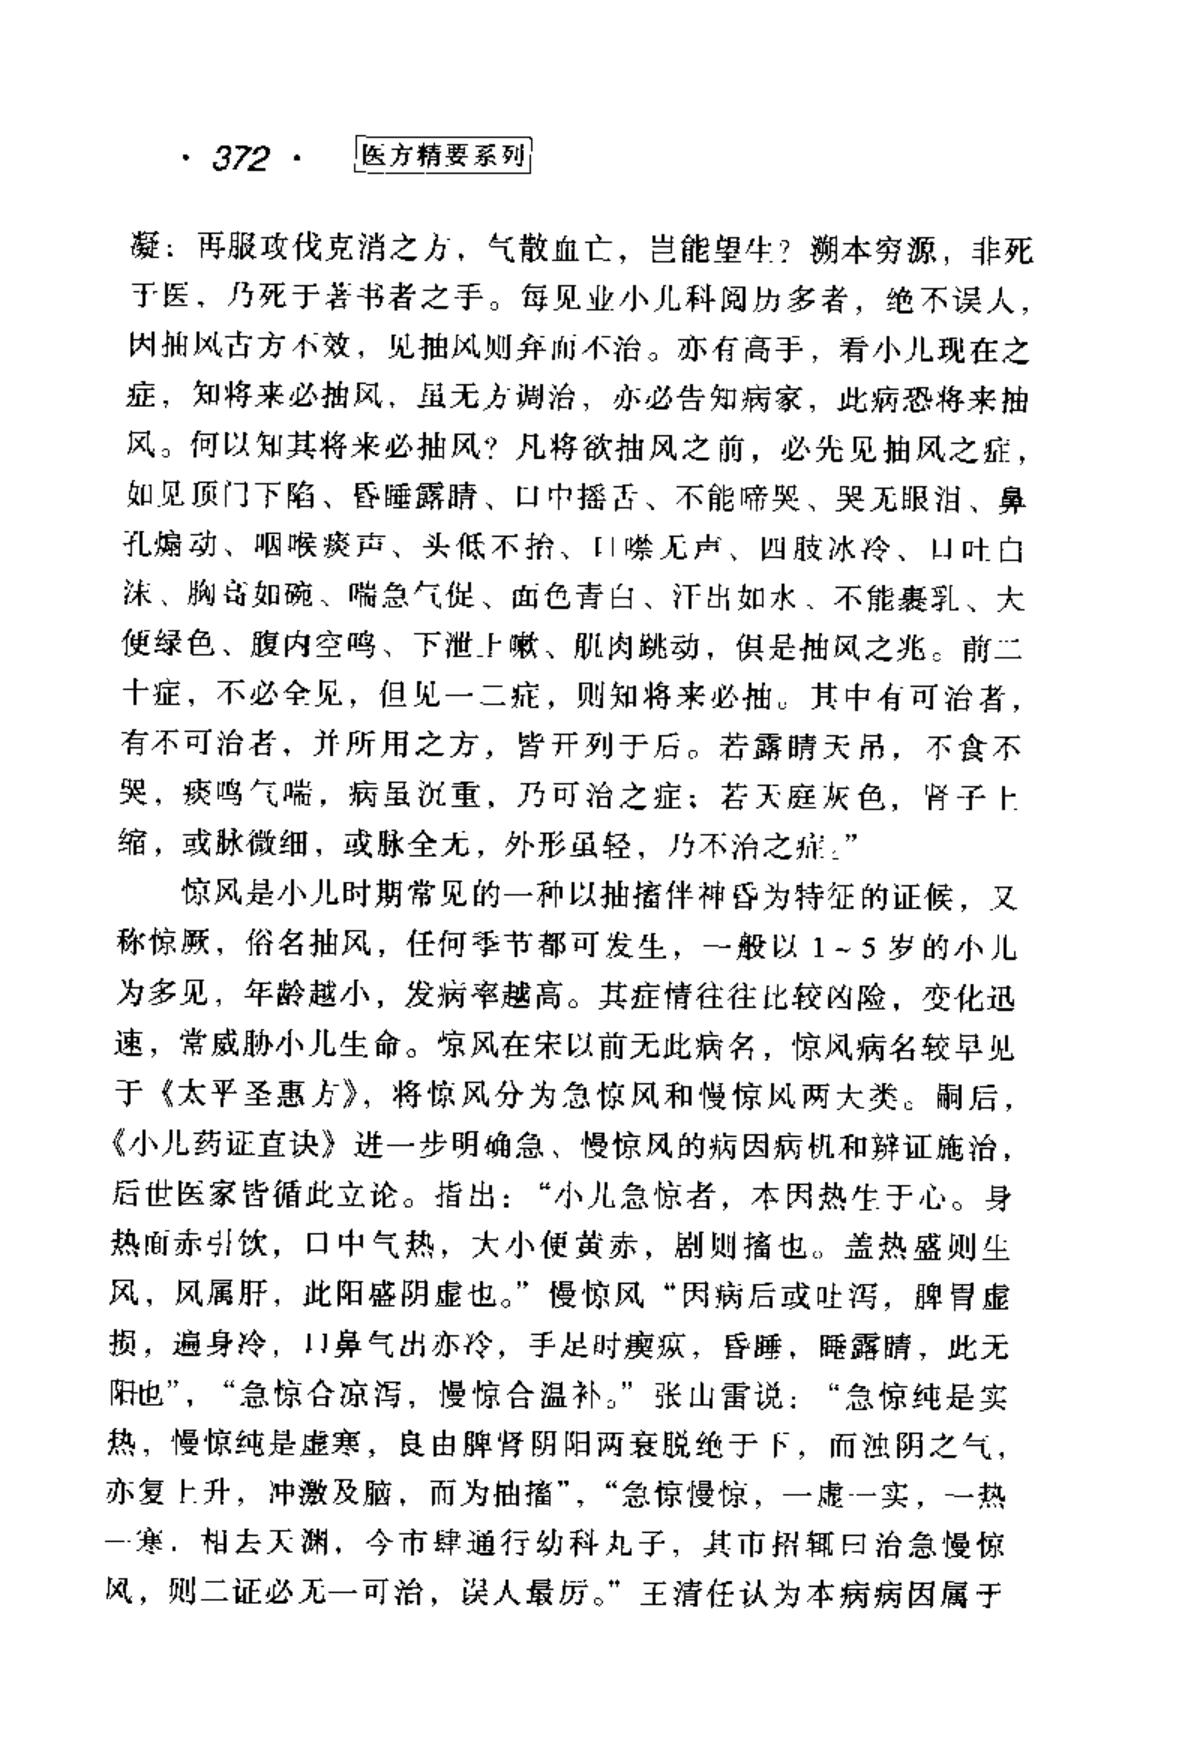 · 372 · 医方精要系列
凝；再服攻伐克消之方，气散血亡，岂能望生？溯本穷源，非死
于医，乃死于著书者之手。每见业小儿科阅历多者，绝不误人，
因抽风古方不效，见抽风则弃而不治。亦有高手，看小儿现在之
症，知将来必抽风，虽无方调治，亦必告知病家，此病恐将来抽
风。何以知其将来必抽风？凡将欲抽风之前，必先见抽风之症，
如见顶门下陷、昏睡露睛、口中摇舌、不能啼哭、哭无眼泪、鼻
孔煽动、咽喉痰声、头低不抬、口噤无声、四肢冰冷、口吐白
沫、胸高如碗、喘急气促、面色青白、汗出如水、不能裹乳、大
便绿色、腹内空鸣、下泄上嗽、肌肉跳动，俱是抽风之兆。前二
十症，不必全见，但见一二症，则知将来必抽。其中有可治者，
有不可治者，并所用之方，皆开列于后。若露睛天吊，不食不
哭，痰鸣气喘，病虽沉重，乃可治之症；若天庭灰色，肾子上
缩，或脉微细，或脉全无，外形虽轻，乃不治之症。”
惊风是小儿时期常见的一种以抽搐伴神昏为特征的证候，又
称惊厥，俗名抽风，任何季节都可发生，一般以 1～5 岁的小儿
为多见，年龄越小，发病率越高。其症情往往比较凶险，变化迅
速，常威胁小儿生命。惊风在宋以前无此病名，惊风病名较早见
于《太平圣惠方》，将惊风分为急惊风和慢惊风两大类。嗣后，
《小儿药证直诀》进一步明确急、慢惊风的病因病机和辨证施治，
后世医家皆循此立论。指出：“小儿急惊者，本因热生于心。身
热面赤引饮，口中气热，大小便黄赤，剧则搐也。盖热盛则生
风，风属肝，此阳盛阴虚也。”慢惊风“因病后或吐泻，脾胃虚
损，遍身冷，口鼻气出亦冷，手足时瘈疭，昏睡，睡露睛，此无
阳也”，“急惊合凉泻，慢惊合温补。”张山雷说：“急惊纯是实
热，慢惊纯是虚寒，良由脾肾阴阳两衰脱绝于下，而浊阴之气，
亦复上升，冲激及脑，而为抽搐”，“急惊慢惊，一虚一实，一热
一寒，相去天渊，今市肆通行幼科丸子，其市招辄曰治急慢惊
风，则二证必无一可治，误人最厉。”王清任认为本病病因属于